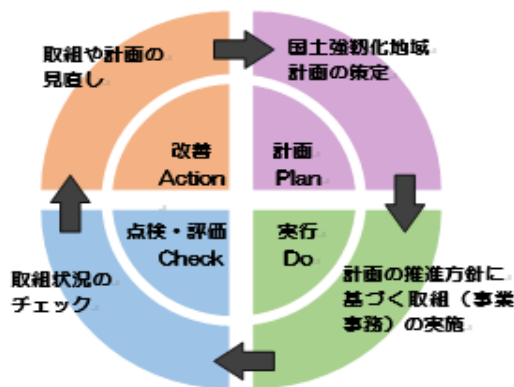 取組や計画の
見直し
国土強靭化地域
計画の策定
改善
Action
計画
Plan
点検・評価
Check
実行
Do
取組状況の
チェック
計画の推進方針に
基づく取組（事業
事務）の実施